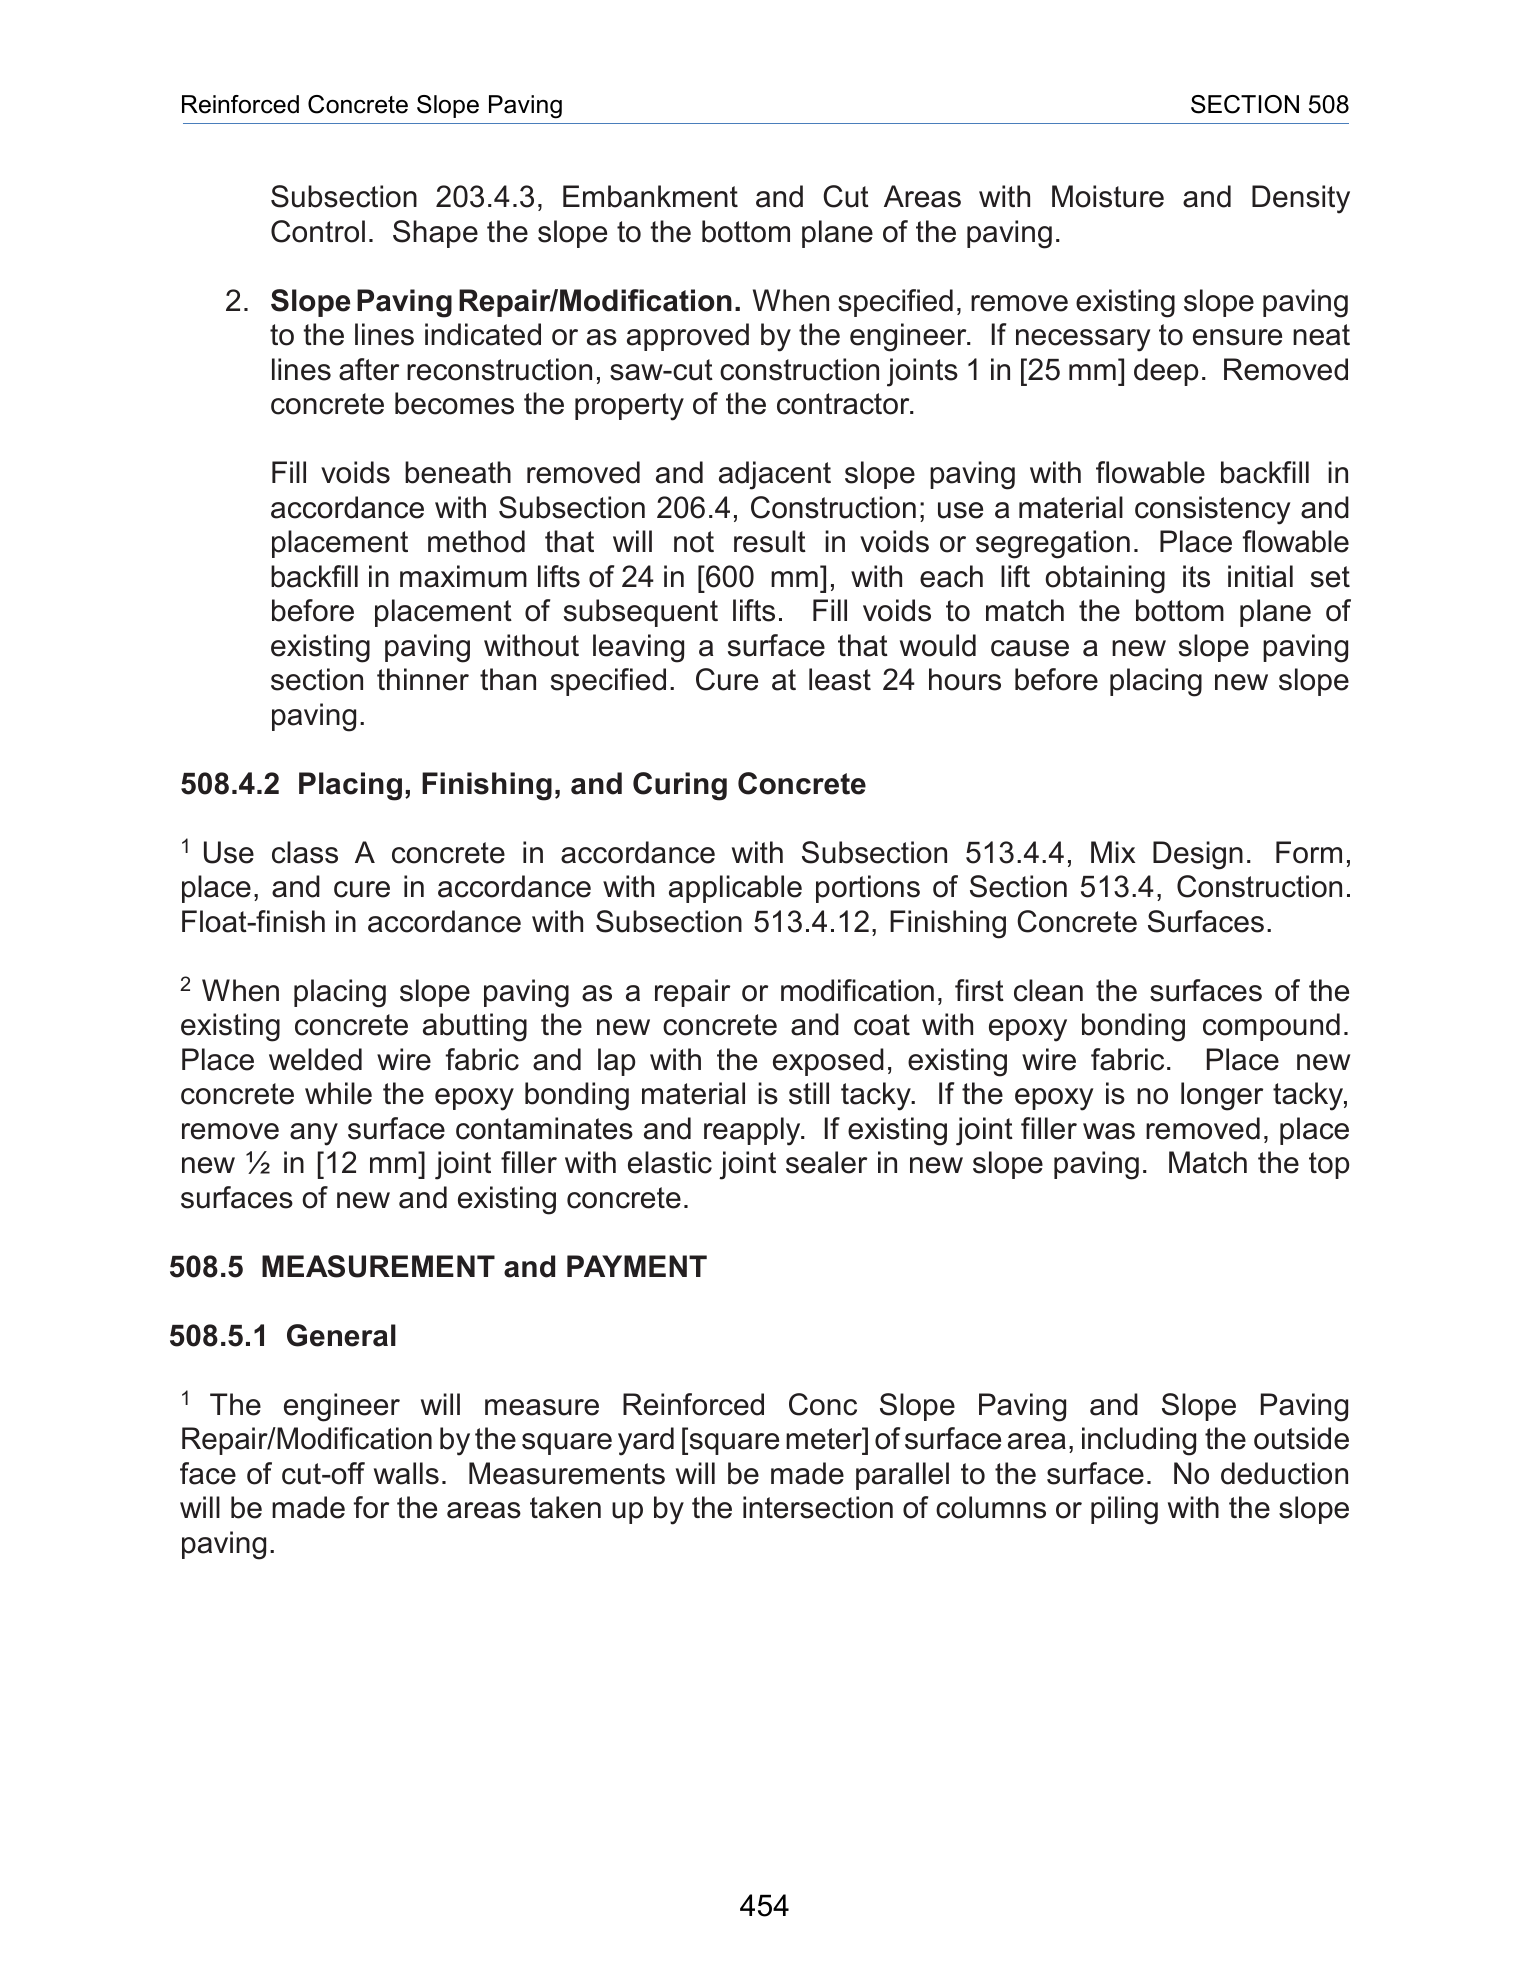 Reinforced Concrete Slope Paving SECTION 508
Subsection 203.4.3, Embankment and Cut Areas with Moisture and Density
Control. Shape the slope to the bottom plane of the paving.
2. Slope Paving Repair/Modification. When specified, remove existing slope paving
to the lines indicated or as approved by the engineer. If necessary to ensure neat
lines after reconstruction, saw-cut construction joints 1 in [25 mm] deep. Removed
concrete becomes the property of the contractor.
Fill voids beneath removed and adjacent slope paving with flowable backfill in
accordance with Subsection 206.4, Construction; use a material consistency and
placement method that will not result in voids or segregation. Place flowable
backfill in maximum lifts of 24 in [600 mm], with each lift obtaining its initial set
before placement of subsequent lifts. Fill voids to match the bottom plane of
existing paving without leaving a surface that would cause a new slope paving
section thinner than specified. Cure at least 24 hours before placing new slope
paving.
508.4.2 Placing, Finishing, and Curing Concrete
1 Use class A concrete in accordance with Subsection 513.4.4, Mix Design. Form,
place, and cure in accordance with applicable portions of Section 513.4, Construction.
Float-finish in accordance with Subsection 513.4.12, Finishing Concrete Surfaces.
2 When placing slope paving as a repair or modification, first clean the surfaces of the
existing concrete abutting the new concrete and coat with epoxy bonding compound.
Place welded wire fabric and lap with the exposed, existing wire fabric. Place new
concrete while the epoxy bonding material is still tacky. If the epoxy is no longer tacky,
remove any surface contaminates and reapply. If existing joint filler was removed, place
new ½ in [12 mm] joint filler with elastic joint sealer in new slope paving. Match the top
surfaces of new and existing concrete.
508.5 MEASUREMENT and PAYMENT
508.5.1 General
1 The engineer will measure Reinforced Conc Slope Paving and Slope Paving
Repair/Modification by the square yard [square meter] of surface area, including the outside
face of cut-off walls. Measurements will be made parallel to the surface. No deduction
will be made for the areas taken up by the intersection of columns or piling with the slope
paving.
454